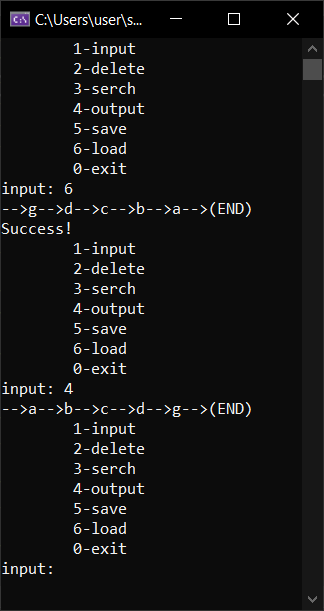 C:\Users\user\s...
1-input
2-delete
3-serch
4-output
5-save
6-load
0-exit
input: 6
-->g-->d-->c-->b-->a-->(END)
Success!
1-input
2-delete
3-serch
4-output
5-save
6-load
0-exit
input: 4
-->a-->b-->c-->d-->g-->(END)
1-input
2-delete
3-serch
4-output
5-save
6-load
0-exit
input: